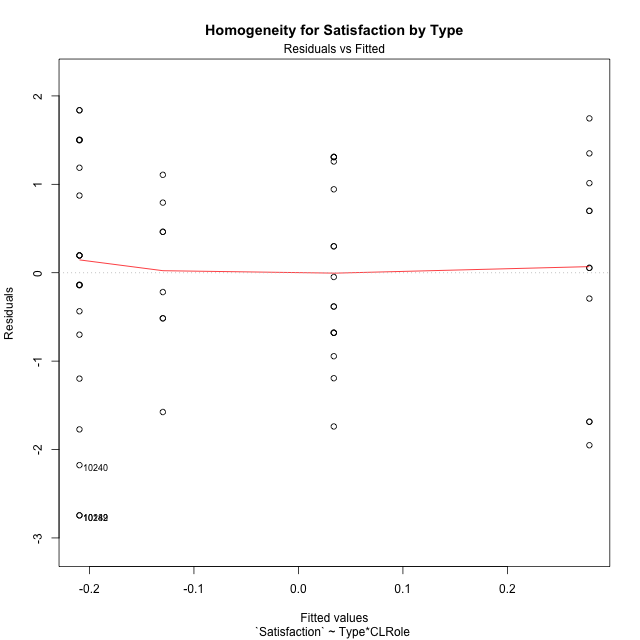 Homogeneity for Satisfaction by Type
Residuals vs Fitted
2
1
0
-1
-2
-3
Residuals
10240
-0.2 -0.1 0.0 0.1 0.2
Fitted values
`Satisfaction` ~ Type*CLRole